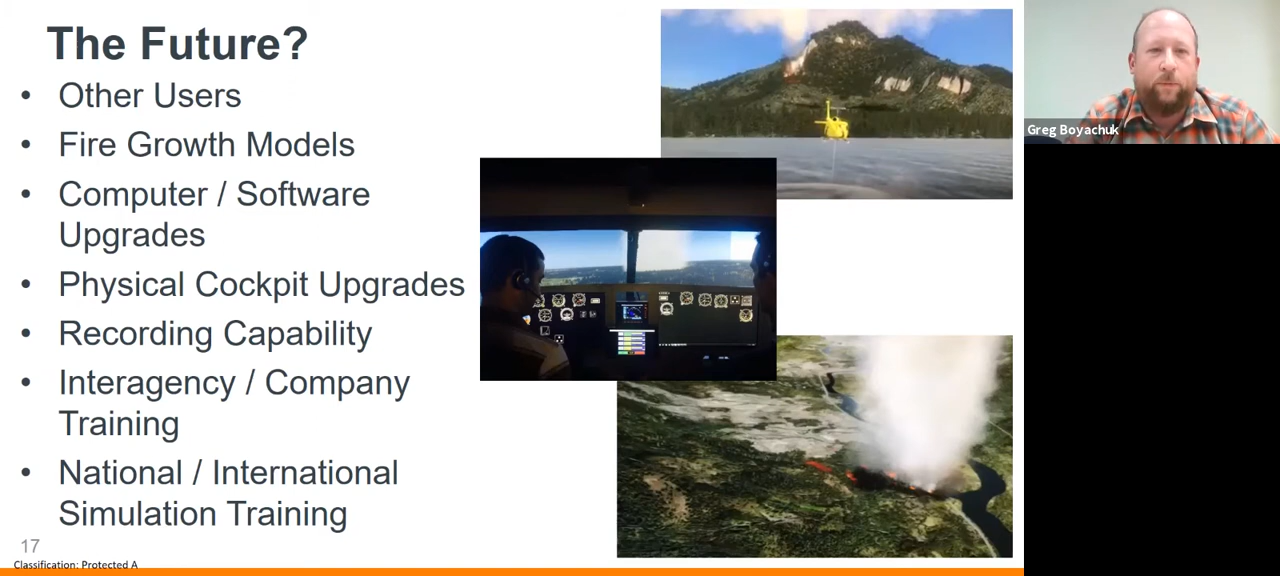 The Future?
• Other Users
• Fire Growth Models
• Computer / Software
Upgrades
• Physical Cockpit Upgrades
• Recording Capability
• Interagency / Company
Training
• National / International
Simulation Training
17
Classification: Protected A
Greg Boyachuk